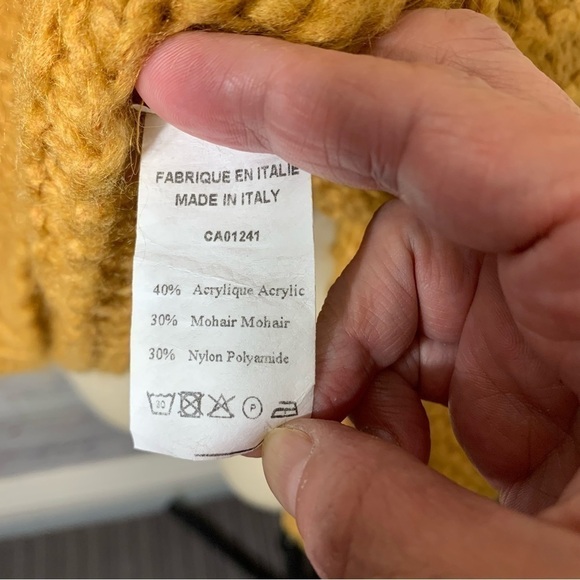 FABRIQUE EN ITALIE
MADE IN ITALY
CA01241
40% Acrylique Acrylic
30% Mohair Mohair
30% Nylon Polyamide
P